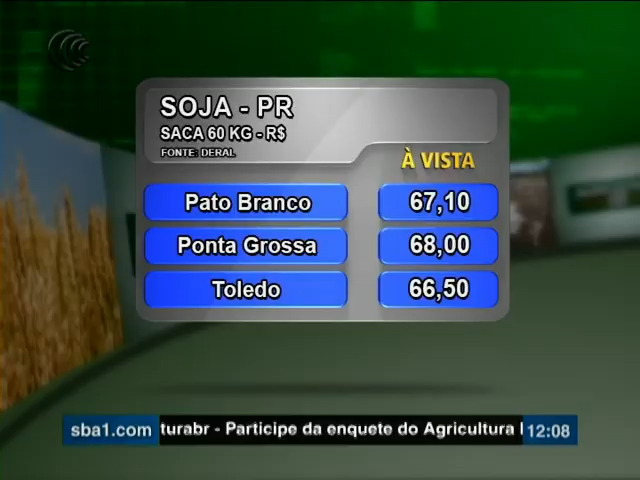 SOJA - PR
SACA 60 KG - R$
FONTE: DERAL
À VISTA
Pato Branco 67,10
Ponta Grossa 68,00
Toledo 66,50
sba1.com turabr - Participe da enquete do Agricultura 12:08